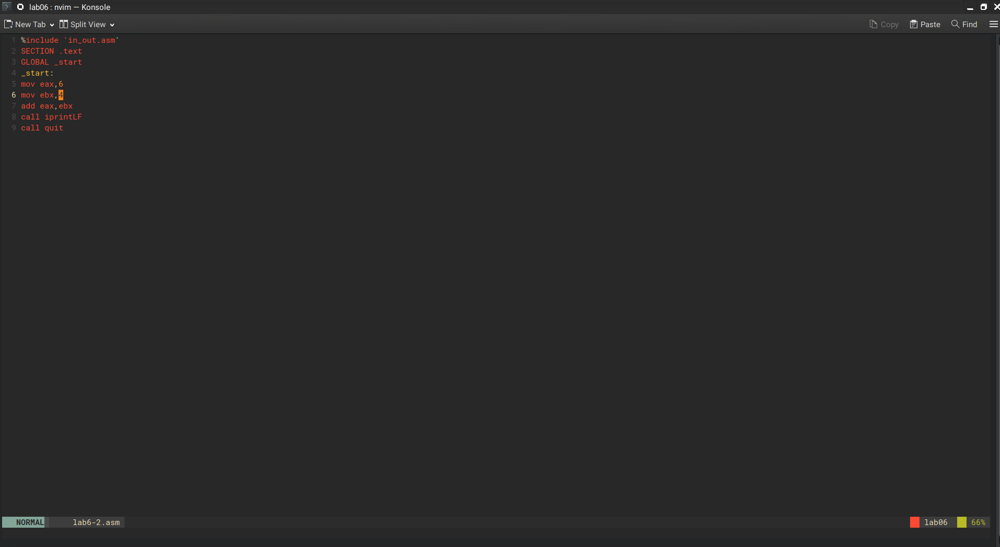 lab06 : nvim — Konsole
New Tab Split View Copy Paste Find
1 %include 'in_out.asm'
2 SECTION .text
3 GLOBAL _start
4 _start:
5 mov eax,6
6 mov ebx,4
7 add eax,ebx
8 call iprintLF
9 call quit
NORMAL lab6-2.asm lab06 66%